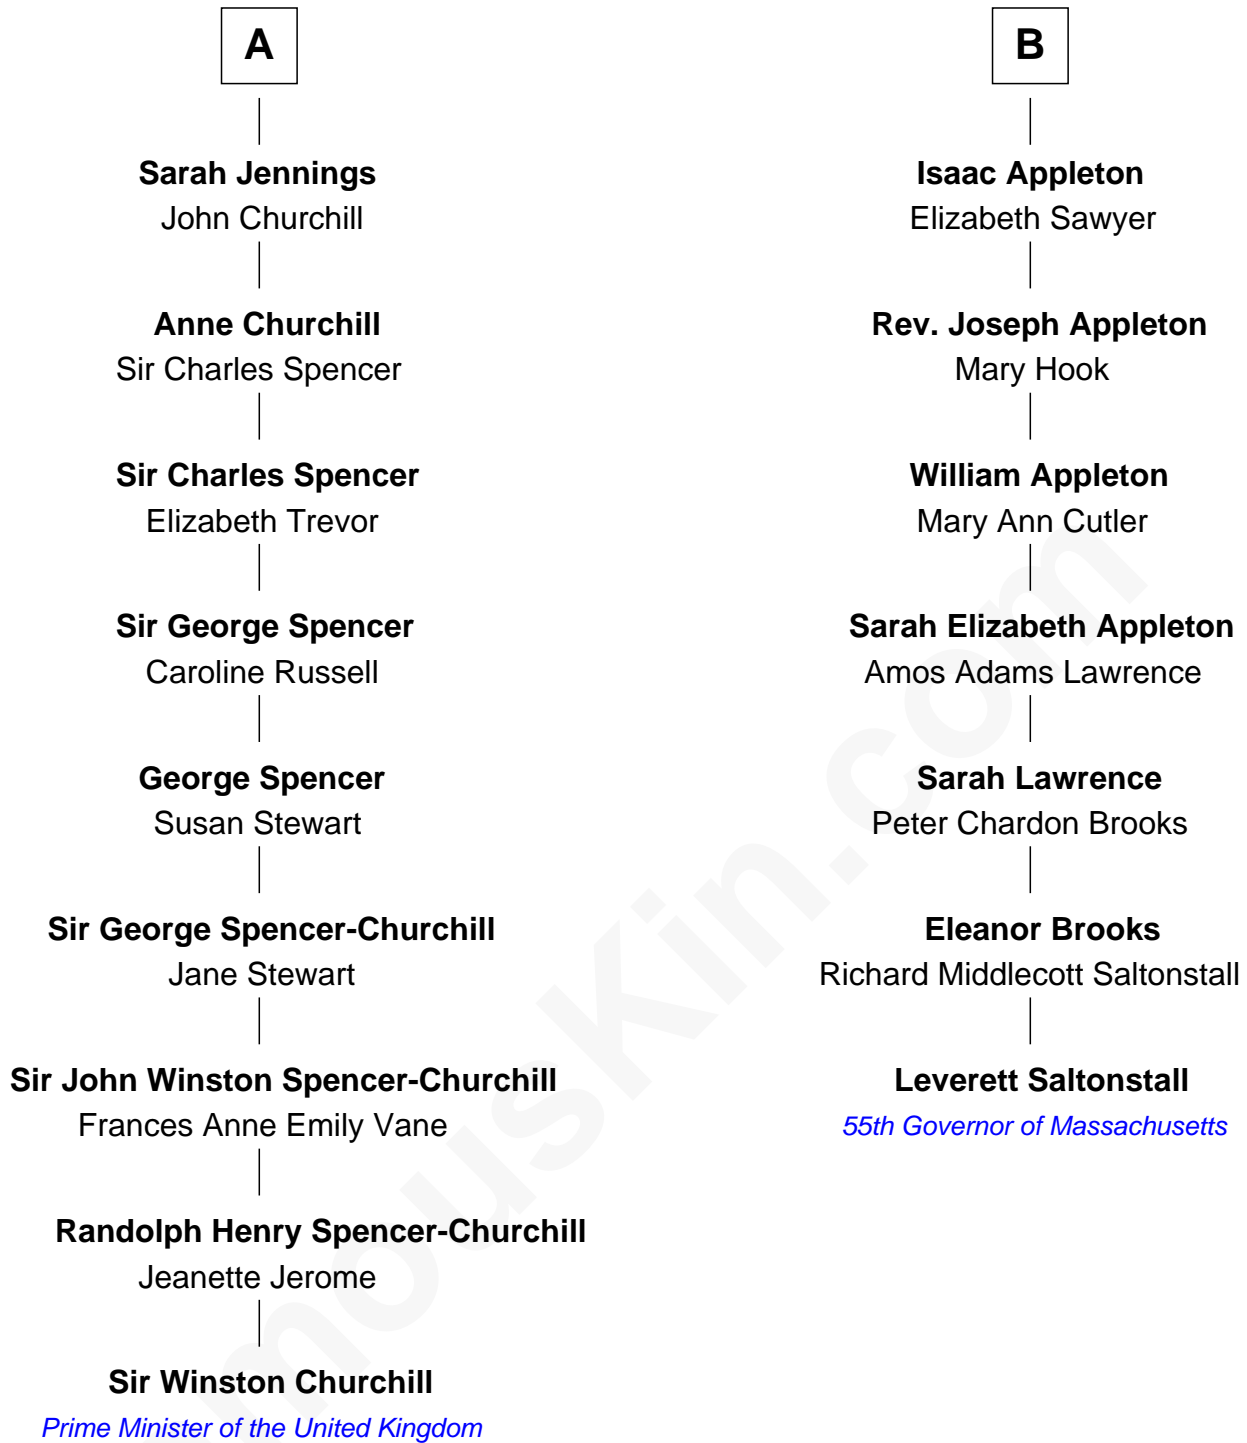 A
Sarah Jennings
John Churchill
Anne Churchill
Sir Charles Spencer
Sir Charles Spencer
Elizabeth Trevor
Sir George Spencer
Caroline Russell
George Spencer
Susan Stewart
Sir George Spencer-Churchill
Jane Stewart
Sir John Winston Spencer-Churchill
Frances Anne Emily Vane
Randolph Henry Spencer-Churchill
Jeanette Jerome
Sir Winston Churchill
Prime Minister of the United Kingdom
B
Isaac Appleton
Elizabeth Sawyer
Rev. Joseph Appleton
Mary Hook
William Appleton
Mary Ann Cutler
Sarah Elizabeth Appleton
Amos Adams Lawrence
Sarah Lawrence
Peter Chardon Brooks
Eleanor Brooks
Richard Middlecott Saltonstall
Leverett Saltonstall
55th Governor of Massachusetts
mousKin.com